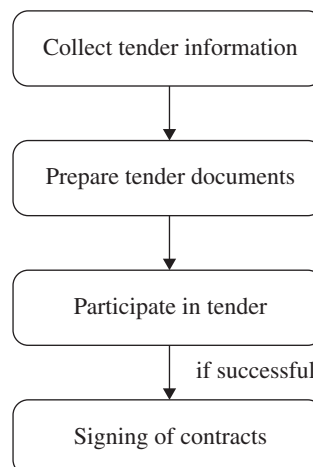 Collect tender information
Prepare tender documents
Participate in tender
if successful
Signing of contracts